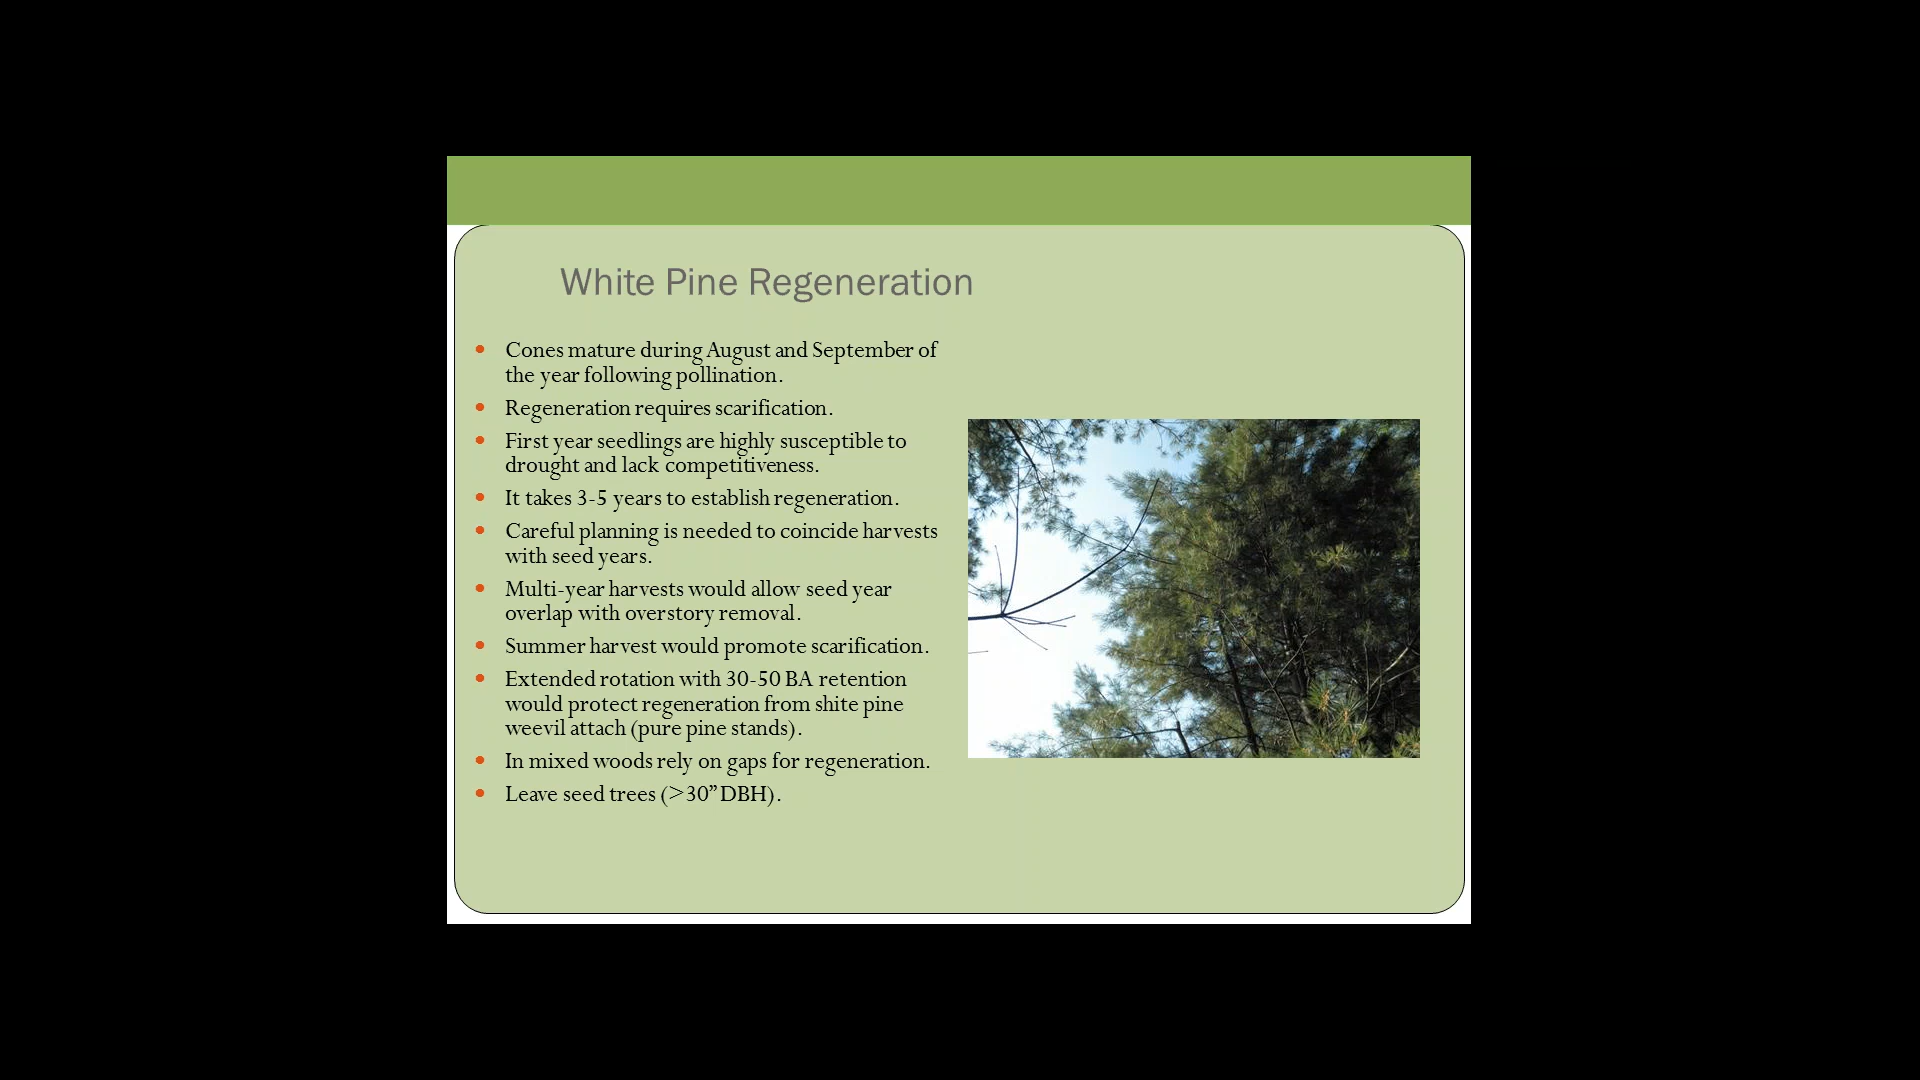 White Pine Regeneration
• Cones mature during August and September of
the year following pollination.
• Regeneration requires scarification.
• First year seedlings are highly susceptible to
drought and lack competitiveness.
• It takes 3-5 years to establish regeneration.
• Careful planning is needed to coincide harvests
with seed years.
• Multi-year harvests would allow seed year
overlap with overstory removal.
• Summer harvest would promote scarification.
• Extended rotation with 30-50 BA retention
would protect regeneration from shite pine
weevil attach (pure pine stands).
• In mixed woods rely on gaps for regeneration.
• Leave seed trees (>30” DBH).